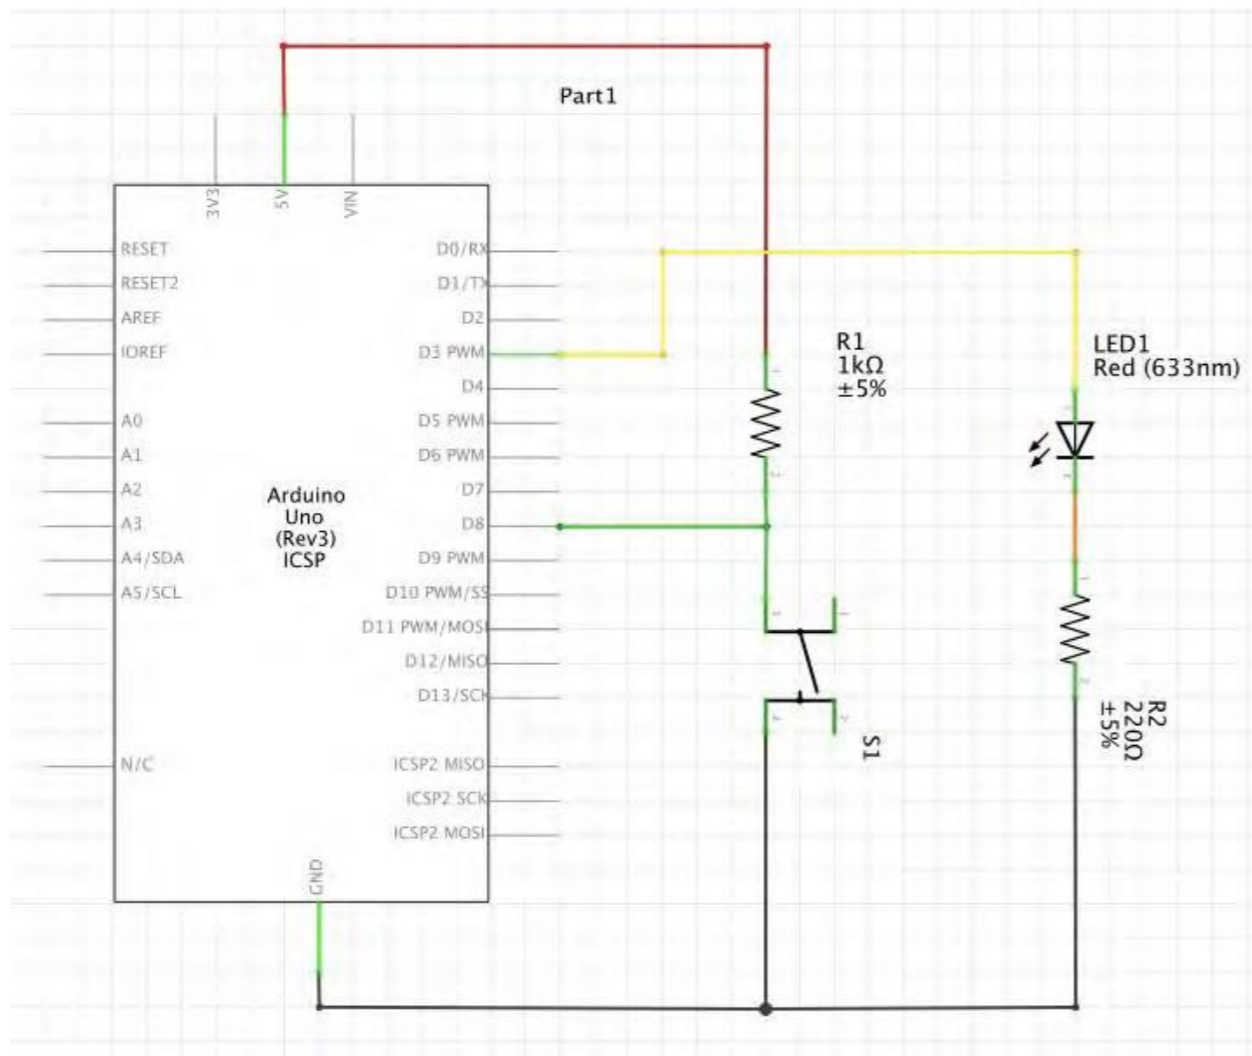 Part1
3V3
5V
VIN
RESET
RESET2
AREF
IOREF
A0
A1
A2
A3
A4/SDA
A5/SCL
N/C
D0/RX
D1/TX
D2
D3 PWM
D4
D5 PWM
D6 PWM
D7
D8
D9 PWM
D10 PWM/SS
D11 PWM/MOSI
D12/MISO
D13/SCK
ICSP2 MISO
ICSP2 SCK
ICSP2 MOSI
GND
Arduino
Uno
(Rev3)
ICSP
R1
1kΩ
±5%
LED1
Red (633nm)
S1
R2
220Ω
±5%